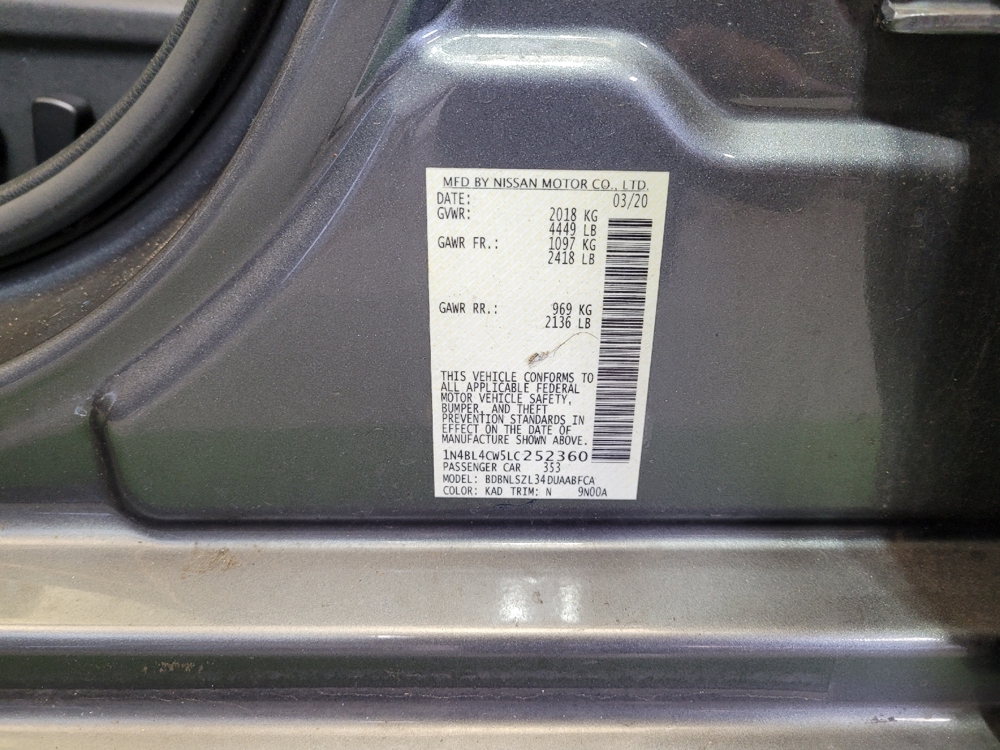 MFD BY NISSAN MOTOR CO., LTD.
DATE: 03/20
GVWR: 2018 KG
4449 LB
GAWR FR.: 1097 KG
2418 LB
GAWR RR.: 969 KG
2136 LB
THIS VEHICLE CONFORMS TO
ALL APPLICABLE FEDERAL
MOTOR VEHICLE SAFETY,
BUMPER, AND THEFT
PREVENTION STANDARDS IN
EFFECT ON THE DATE OF
MANUFACTURE SHOWN ABOVE.
1N4BL4CW5LC252360
PASSENGER CAR 353
MODEL: BDBNLSZL34DUAABFCA
COLOR: KAD TRIM: N 9N00A